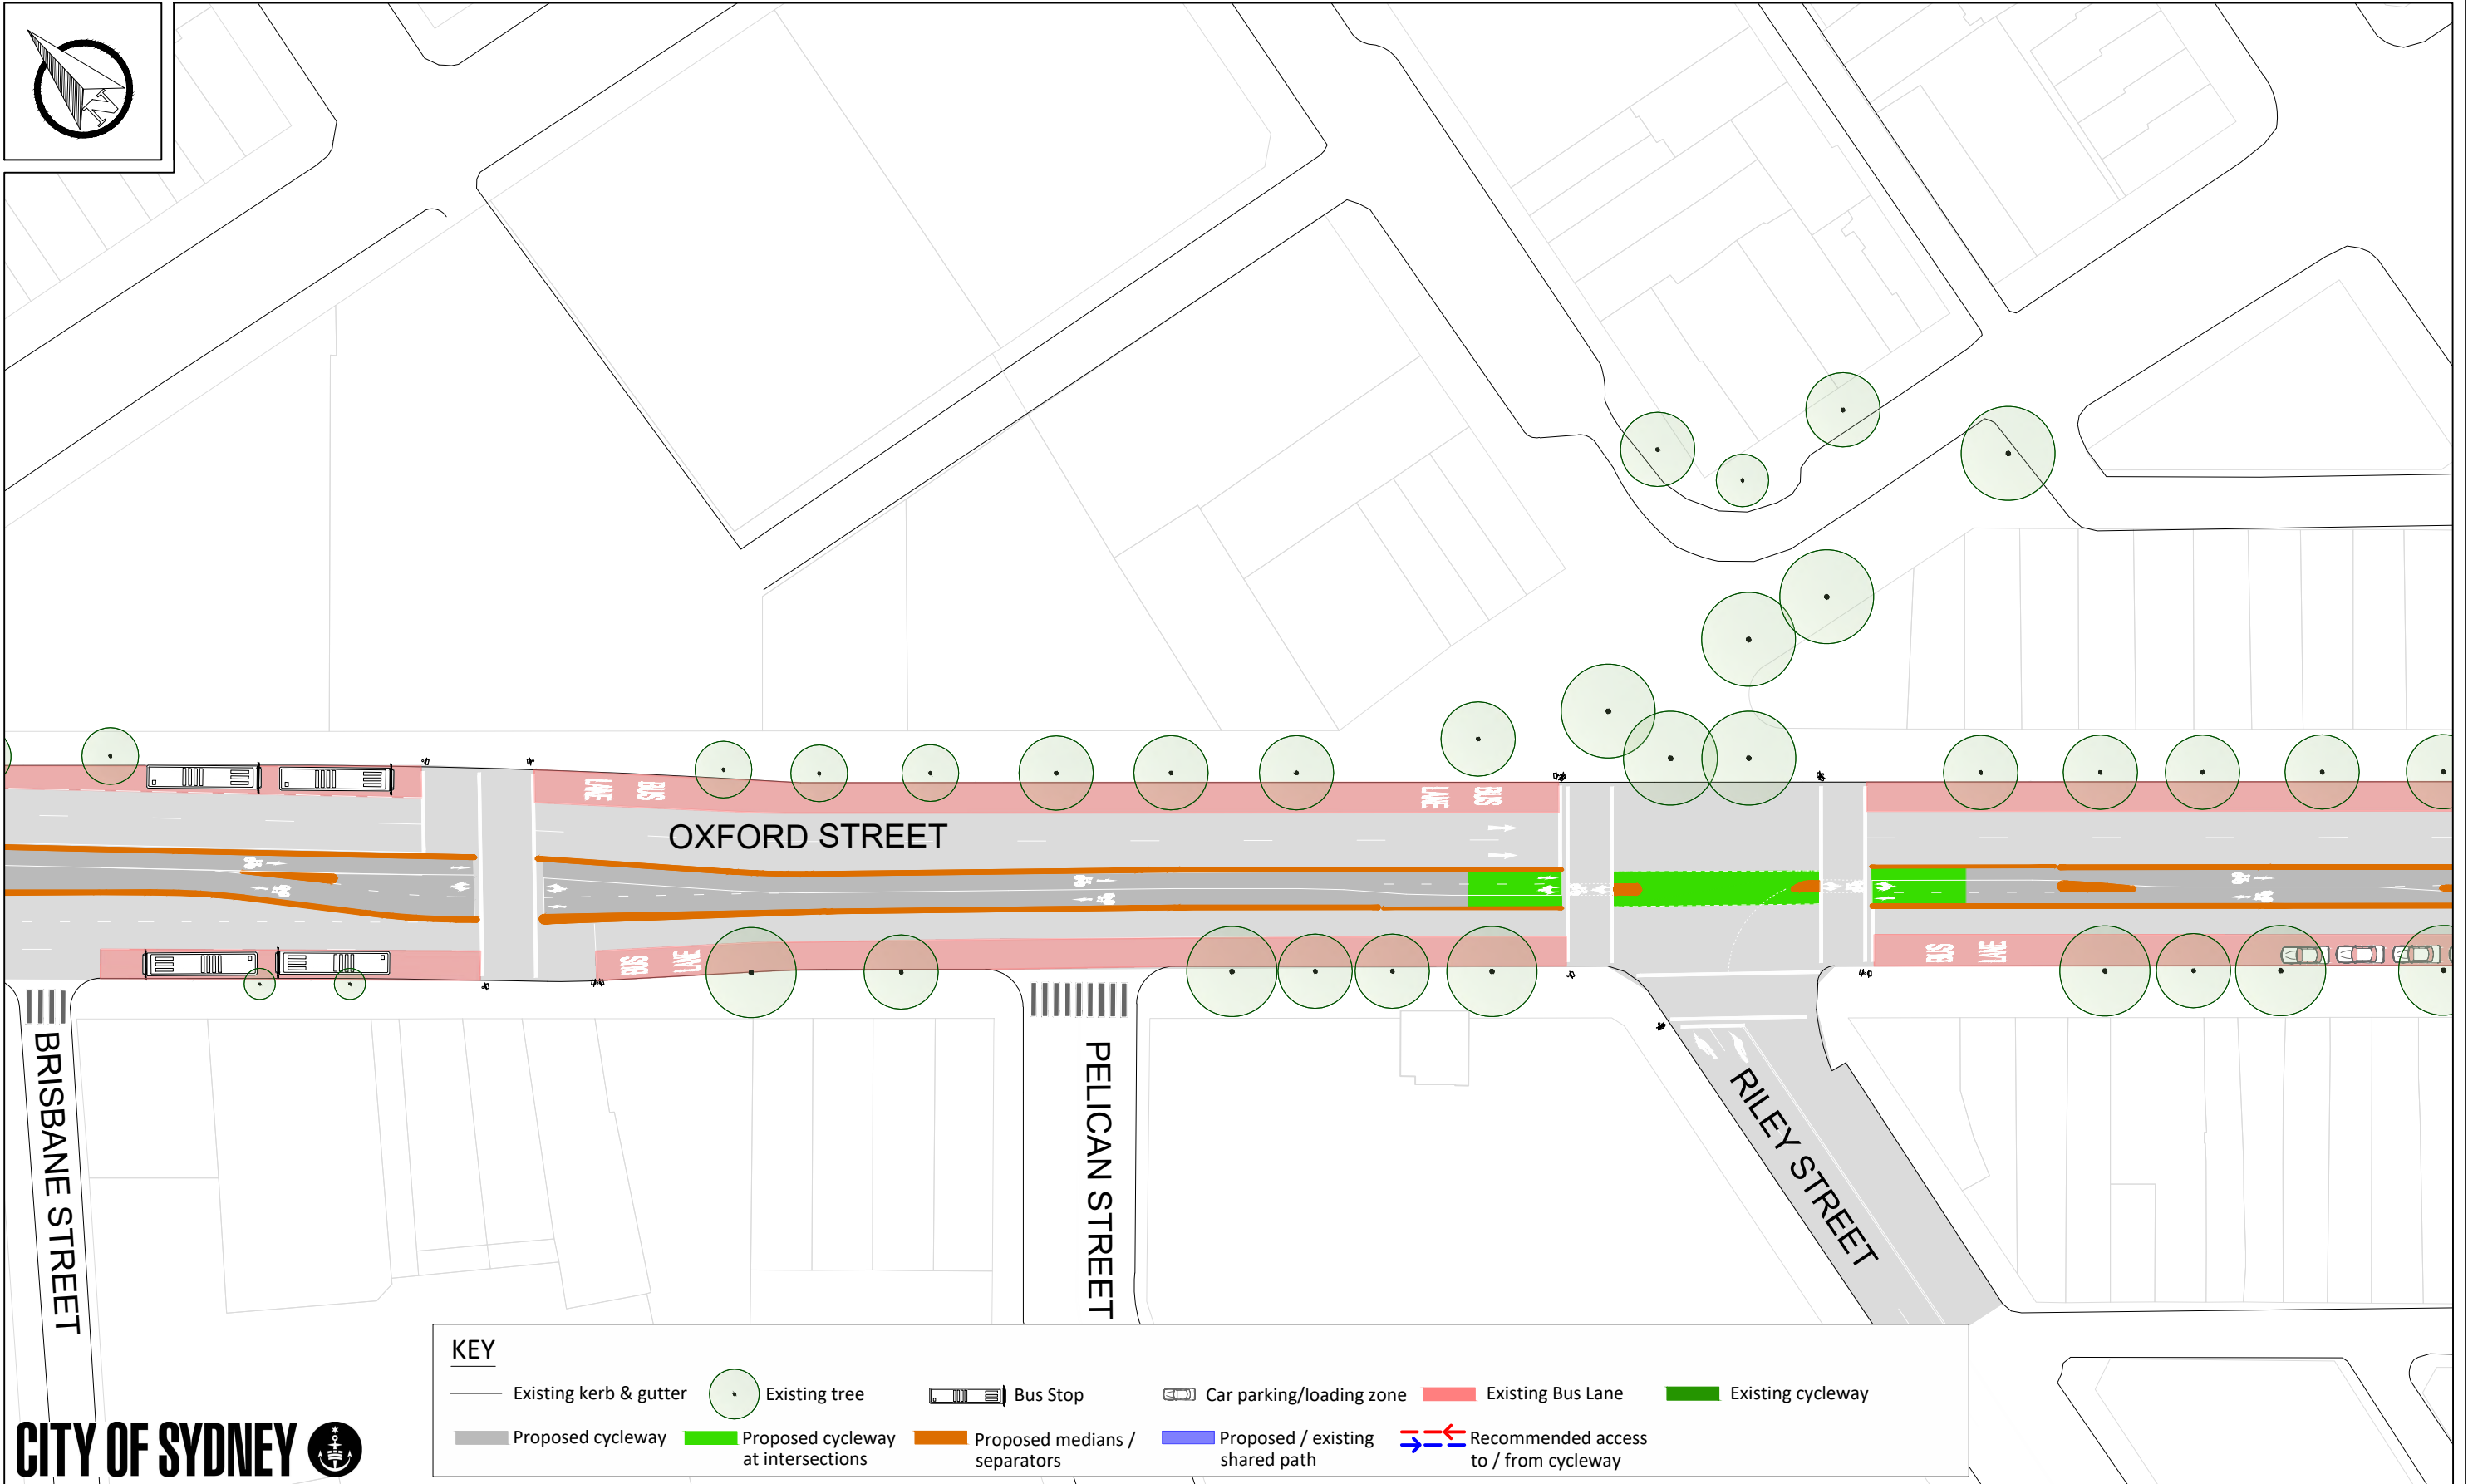 N
LANE
BUS
LANE
BUS
OXFORD STREET
BUS
LANE
BUS
LANE
BRISBANE STREET
PELICAN STREET
RILEY STREET
KEY
Existing kerb & gutter
Existing tree
Bus Stop
Car parking/loading zone
Existing Bus Lane
Existing cycleway
Proposed cycleway
Proposed cycleway
at intersections
Proposed medians /
separators
Proposed / existing
shared path
Recommended access
to / from cycleway
CITY OF SYDNEY